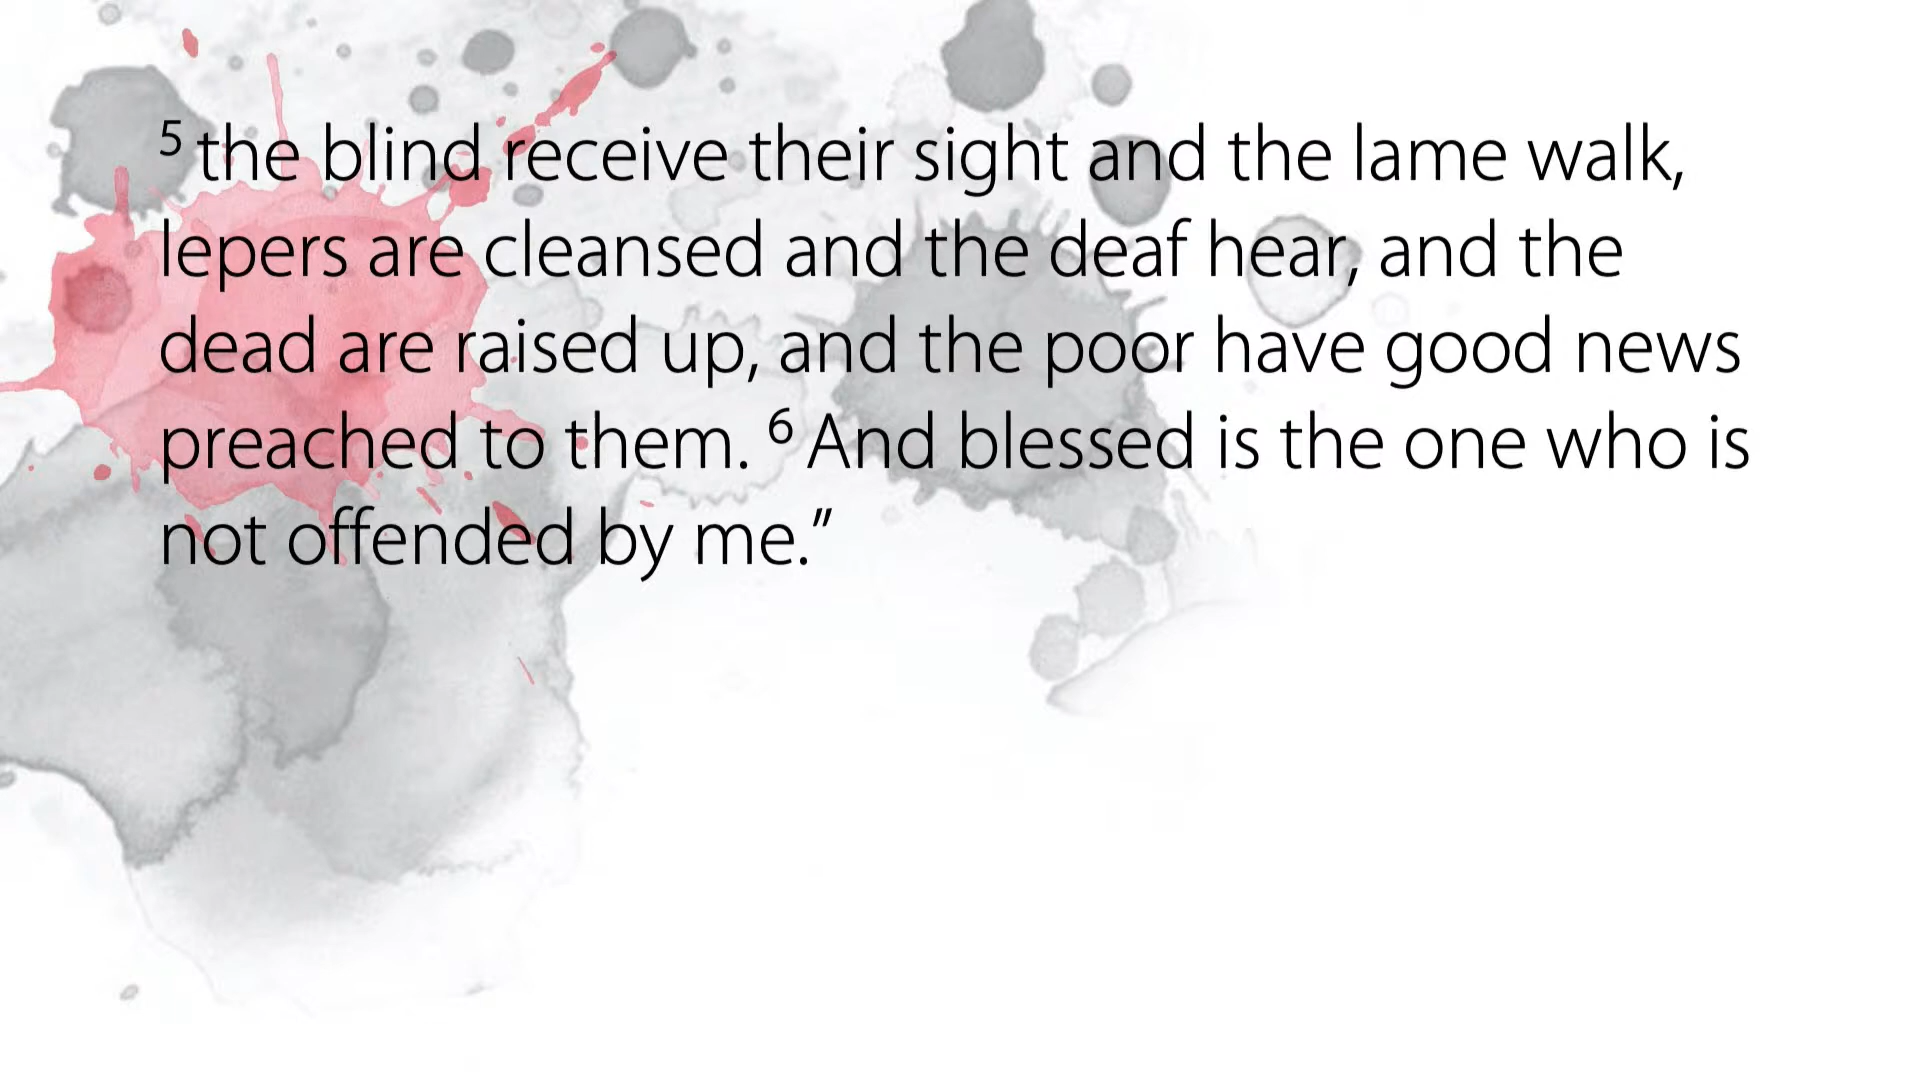 5 the blind receive their sight and the lame walk,
lepers are cleansed and the deaf hear, and the
dead are raised up, and the poor have good news
preached to them. 6 And blessed is the one who is
not offended by me.”